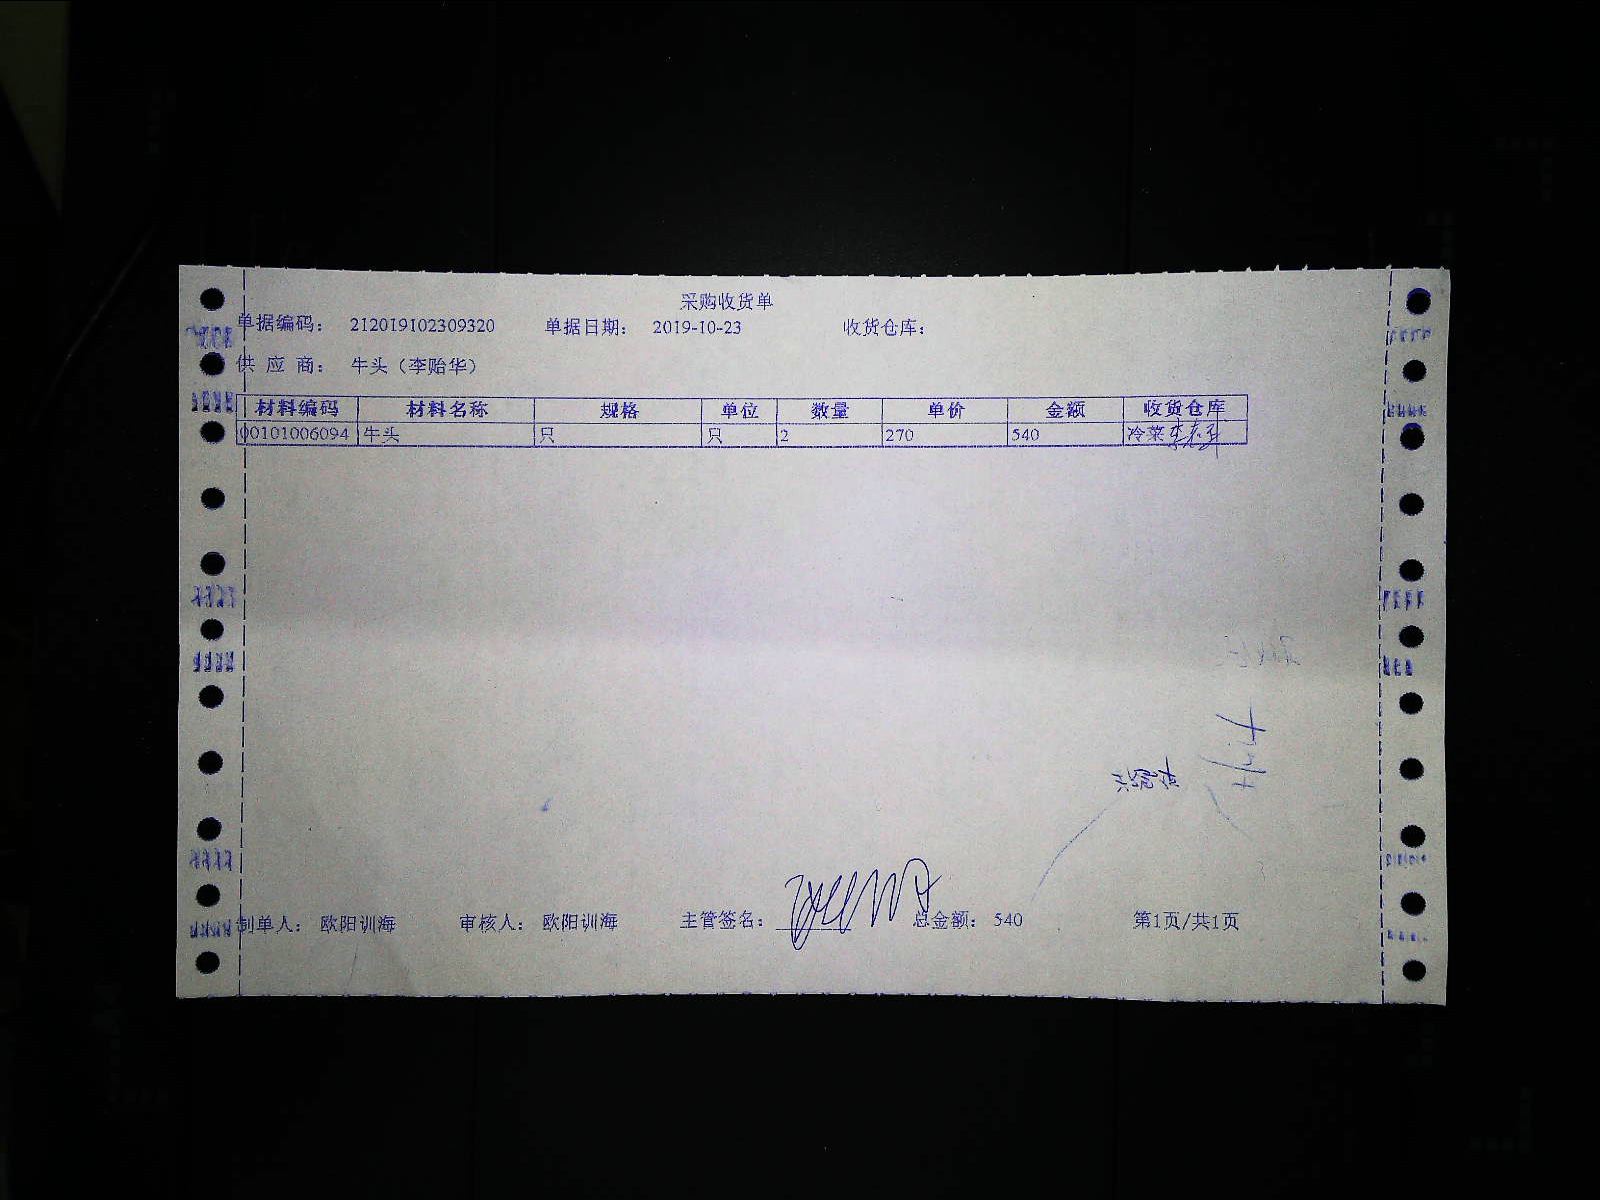 采购收货单
单据编码： 212019102309320 单据日期： 2019-10-23 收货仓库：
供 应 商： 牛头（李贻华）
材料编码 材料名称 规格 单位 数量 单价 金额 收货仓库
00101006094 牛头 只 只 2 270 540 冷菜
制单人： 欧阳训海 审核人： 欧阳训海 主管签名： 总金额： 540 第1页/共1页